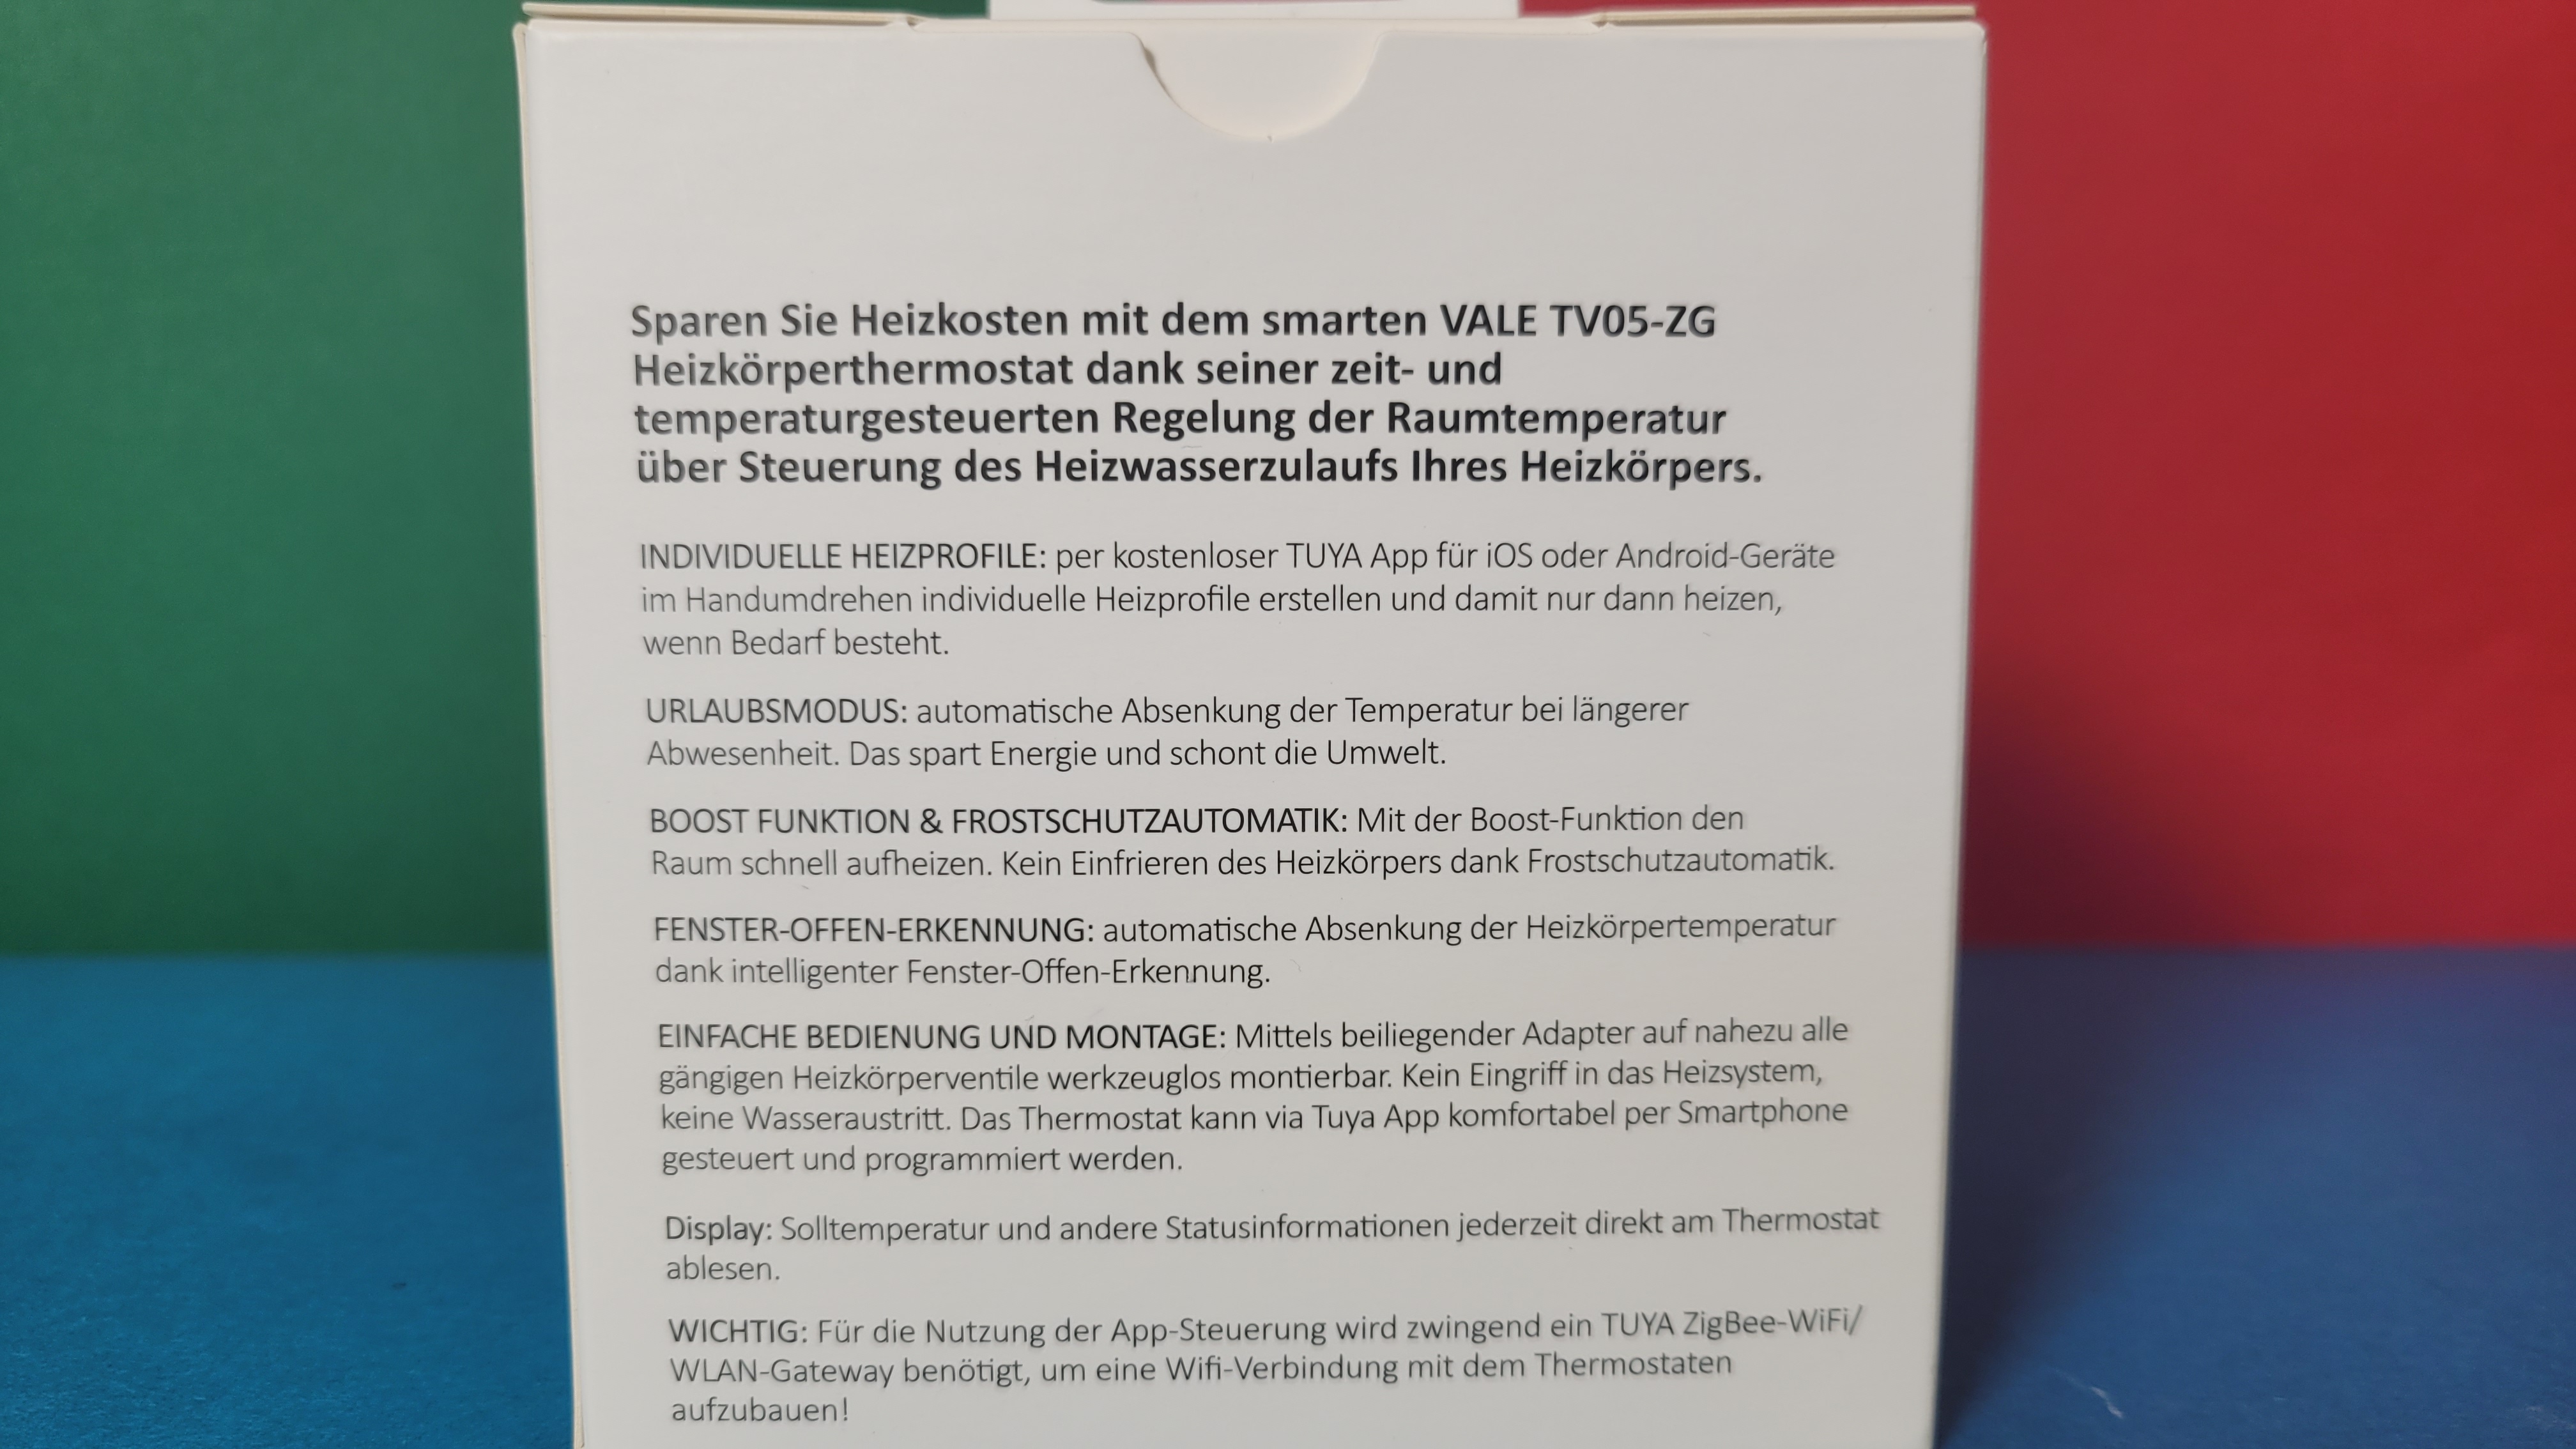 Sparen Sie Heizkosten mit dem smarten VALE TV05-ZG
Heizkörperthermostat dank seiner zeit- und
temperaturgesteuerten Regelung der Raumtemperatur
über Steuerung des Heizwasserzulaufs Ihres Heizkörpers.
INDIVIDUELLE HEIZPROFILE: per kostenloser TUYA App für iOS oder Android-Geräte
im Handumdrehen individuelle Heizprofile erstellen und damit nur dann heizen,
wenn Bedarf besteht.
URLAUBSMODUS: automatische Absenkung der Temperatur bei längerer
Abwesenheit. Das spart Energie und schont die Umwelt.
BOOST FUNKTION & FROSTSCHUTZAUTOMATIK: Mit der Boost-Funktion den
Raum schnell aufheizen. Kein Einfrieren des Heizkörpers dank Frostschutzautomatik.
FENSTER-OFFEN-ERKENNUNG: automatische Absenkung der Heizkörpertemperatur
dank intelligenter Fenster-Offen-Erkennung.
EINFACHE BEDIENUNG UND MONTAGE: Mittels beiliegender Adapter auf nahezu alle
gängigen Heizkörperventile werkzeuglos montierbar. Kein Eingriff in das Heizsystem,
keine Wasseraustritt. Das Thermostat kann via Tuya App komfortabel per Smartphone
gesteuert und programmiert werden.
Display: Solltemperatur und andere Statusinformationen jederzeit direkt am Thermostat
ablesen.
WICHTIG: Für die Nutzung der App-Steuerung wird zwingend ein TUYA ZigBee-WiFi/
WLAN-Gateway benötigt, um eine Wifi-Verbindung mit dem Thermostaten
aufzubauen!